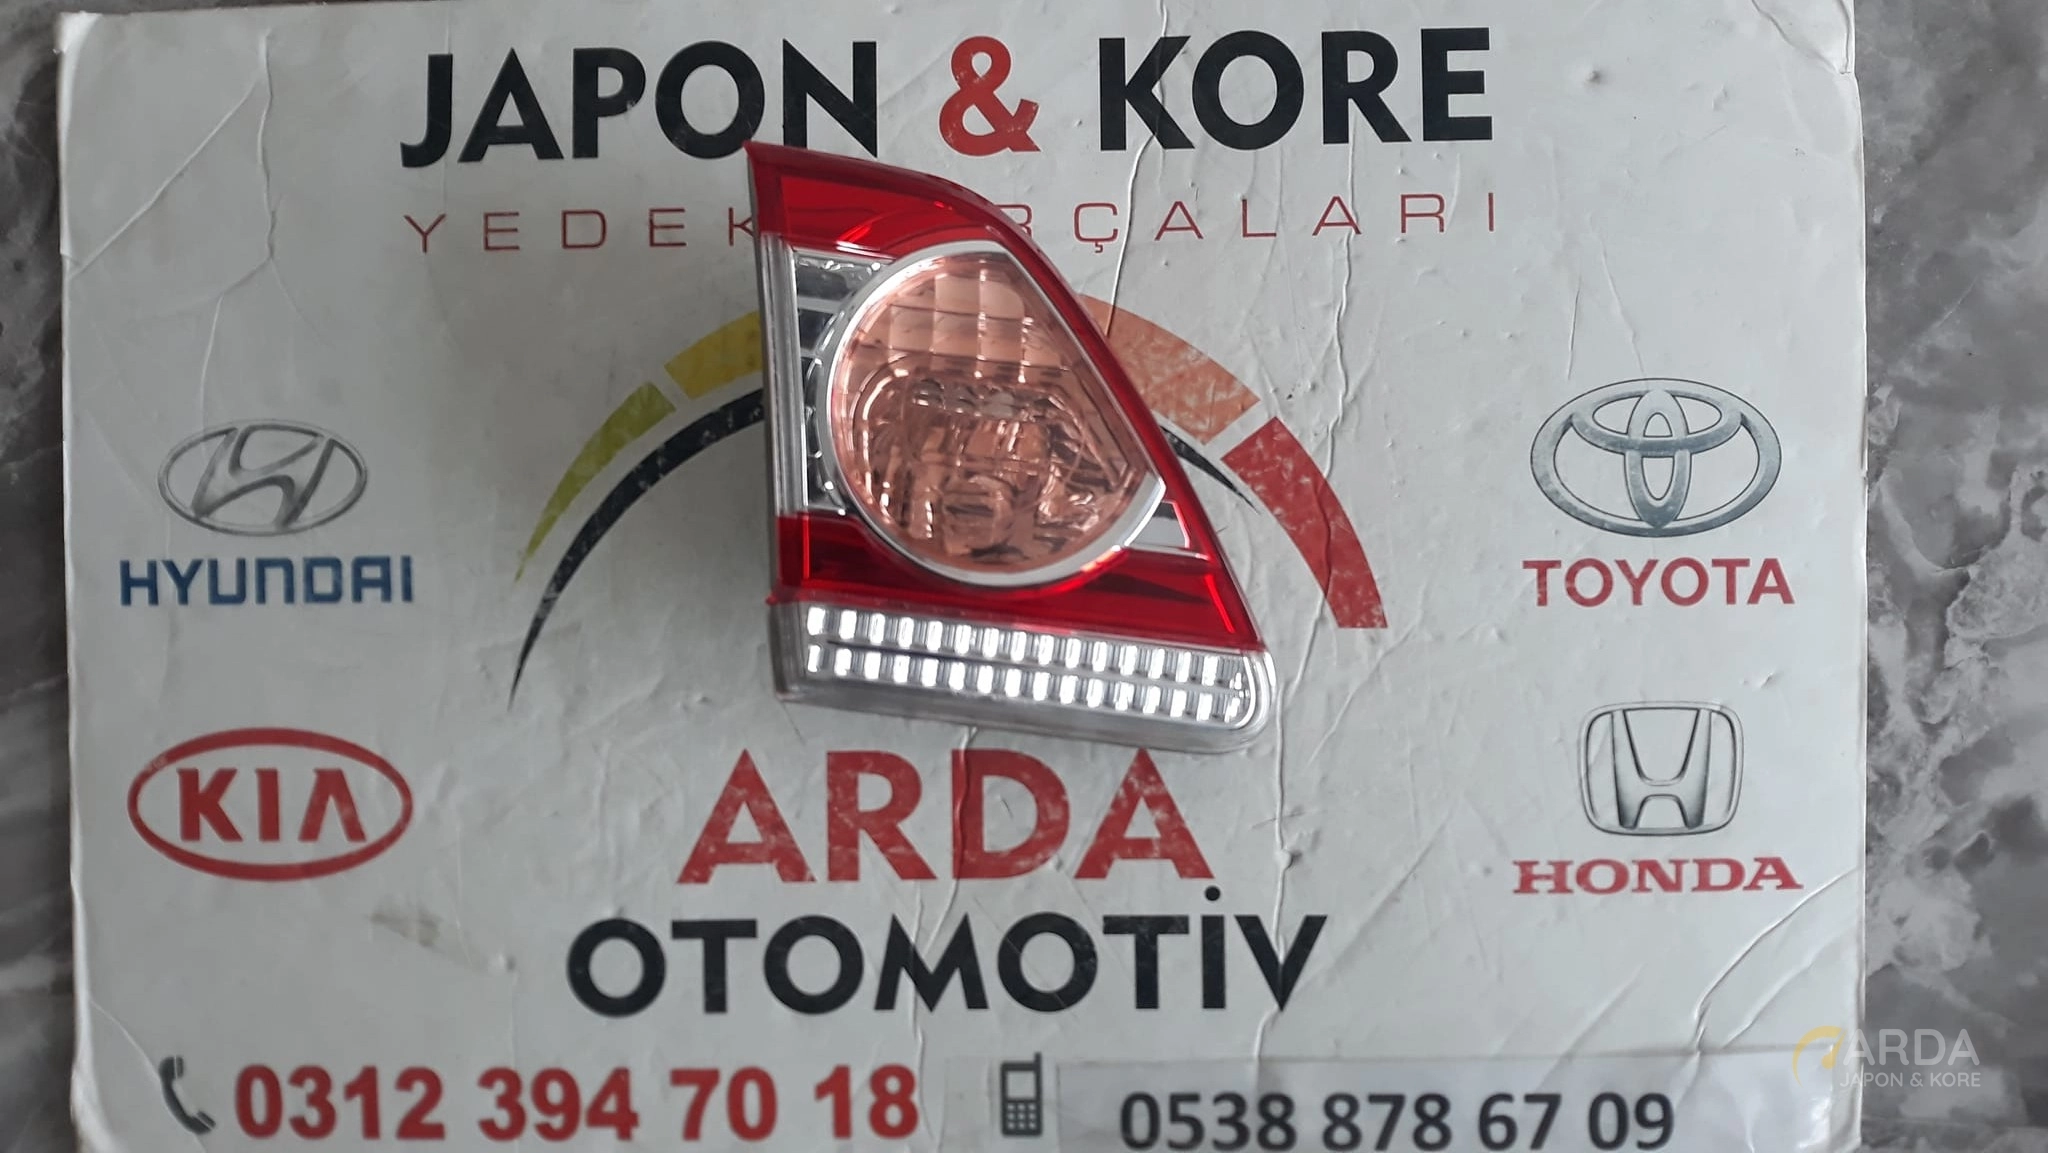 JAPON & KORE
YEDEK PARÇALARI
HYUNDAI
TOYOTA
KIA
HONDA
ARDA
OTOMOTİV
0312 394 70 18
0538 878 67 09
ARDA
JAPON & KORE